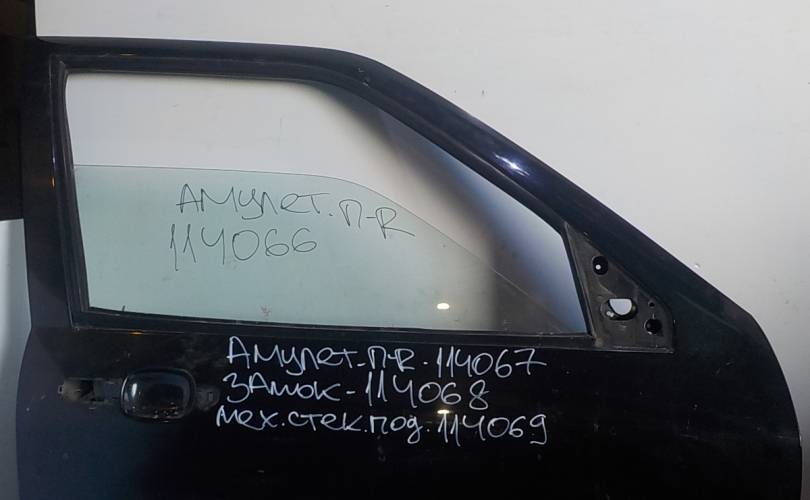 Амулет. П-R
114066
Амулет-П-R-114067
Замок-114068
мех.стек.под.114069